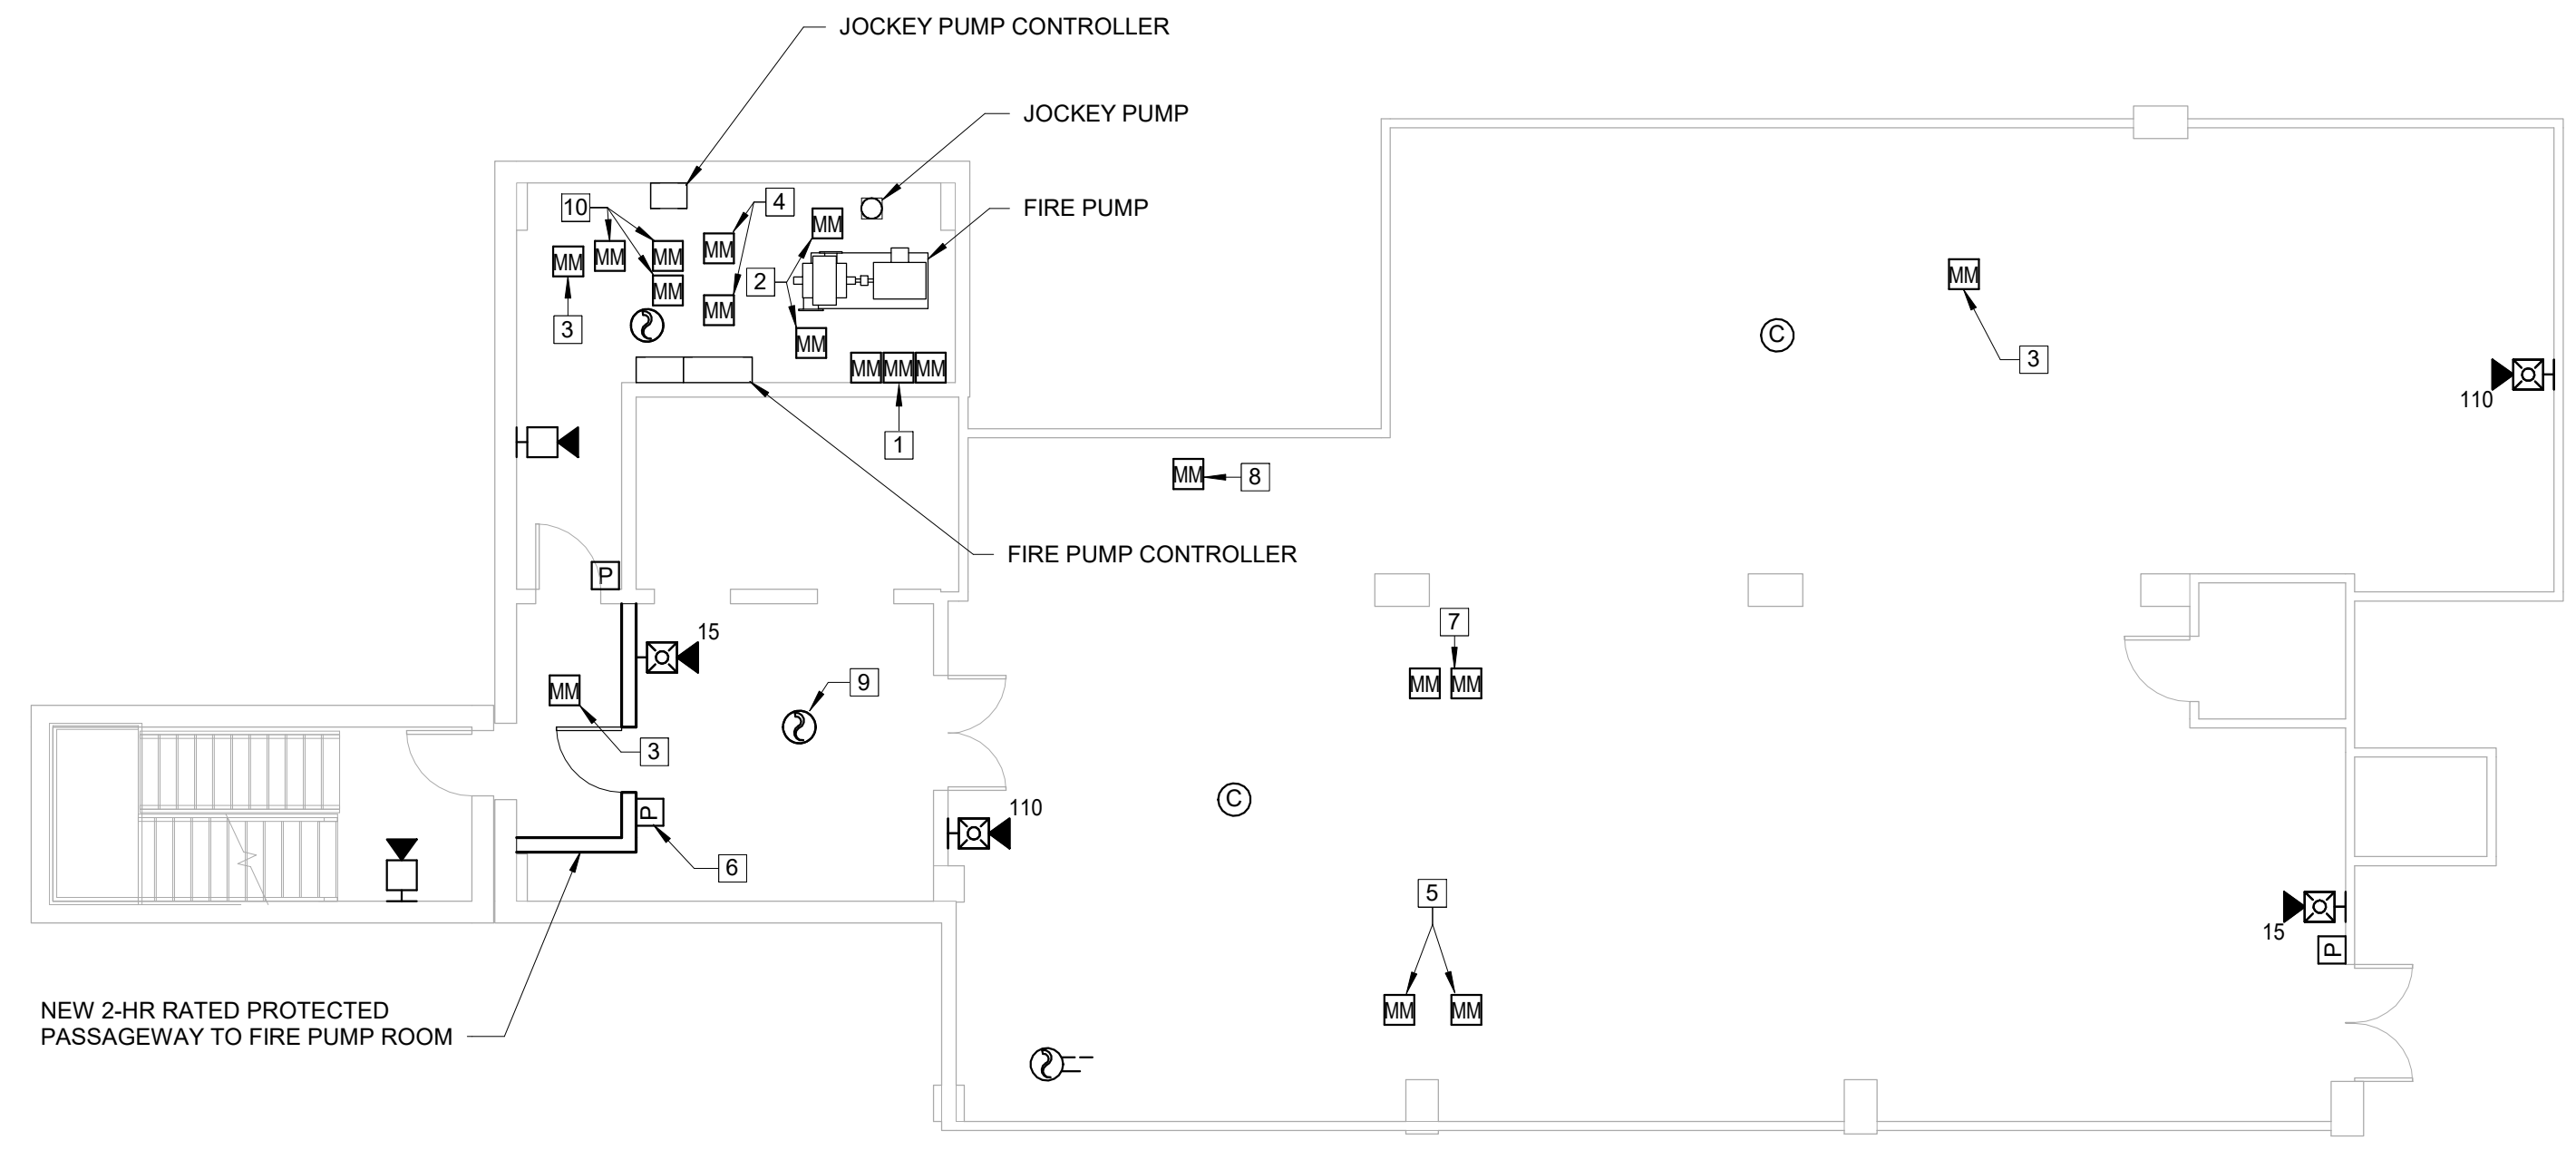 JOCKEY PUMP CONTROLLER
JOCKEY PUMP
10
4
FIRE PUMP
MM
MM
MM
MM
MM
MM
2
MM
3
MM
MM
3
C
MM
MM MM MM
110
1
MM
8
FIRE PUMP CONTROLLER
P
7
15
MM
MM MM
9
3
C
110
P
6
5
15
P
MM
MM
NEW 2-HR RATED PROTECTED
PASSAGEWAY TO FIRE PUMP ROOM